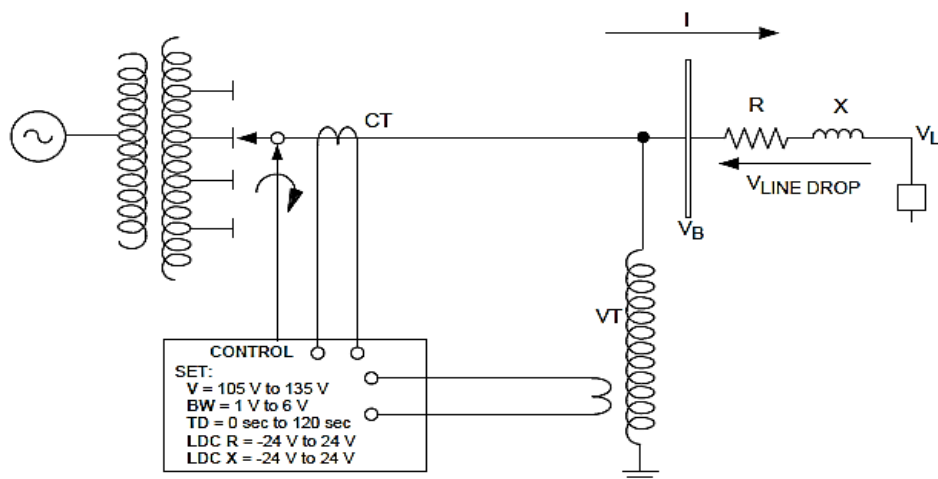 I
CT
R
X
VL
VLINE DROP
VB
VT
CONTROL
SET:
V = 105 V to 135 V
BW = 1 V to 6 V
TD = 0 sec to 120 sec
LDC R = -24 V to 24 V
LDC X = -24 V to 24 V